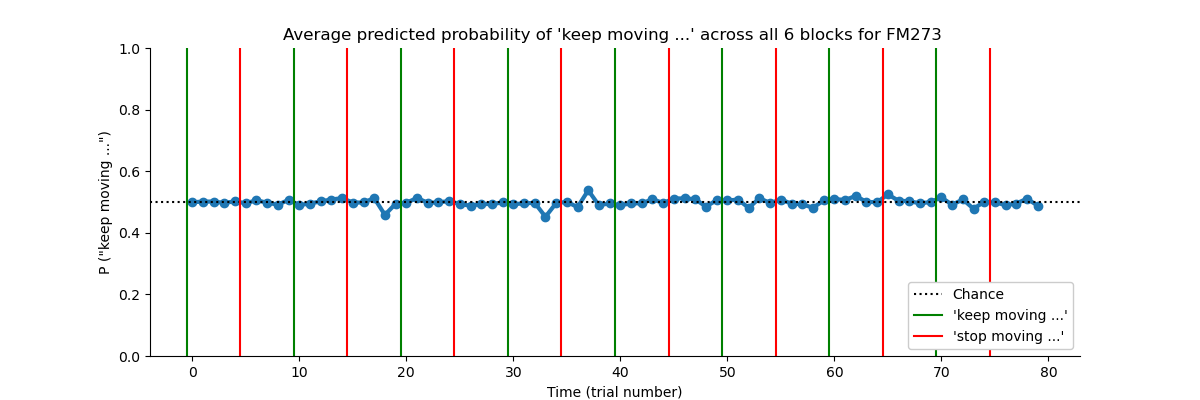 Average predicted probability of 'keep moving ...' across all 6 blocks for FM273
1.0
0.8
0.6
0.4
0.2
0.0
P ("keep moving ...")
0 10 20 30 40 50 60 70 80
Time (trial number)
Chance
'keep moving ...'
'stop moving ...'